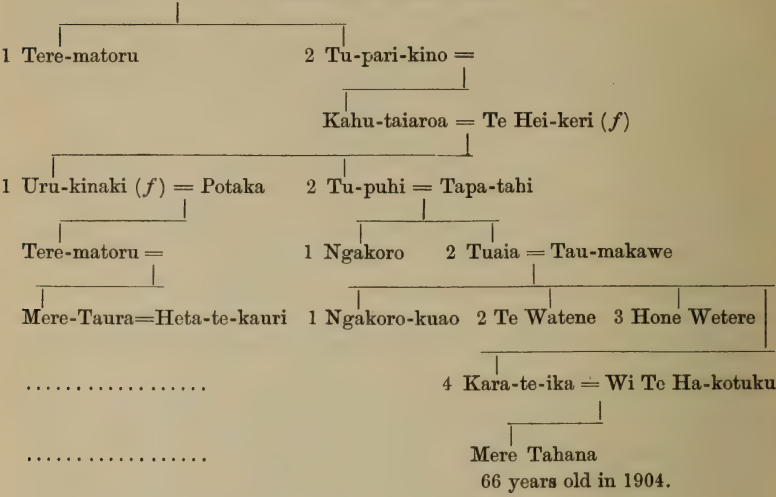 1 Tere-matoru 2 Tu-pari-kino =
Kahu-taiaroa = Te Hei-keri (f)
1 Uru-kinaki (f) = Potaka 2 Tu-puhi = Tapa-tahi
Tere-matoru = 1 Ngakoro 2 Tuaia = Tau-makawe
Mere-Taura=Heta-te-kauri 1 Ngakoro-kuao 2 Te Watene 3 Hone Wetere
. . . . . . . . . . . . . . . . . . 4 Kara-te-ika = Wi Te Ha-kotuku
. . . . . . . . . . . . . . . . . . Mere Tahana
66 years old in 1904.